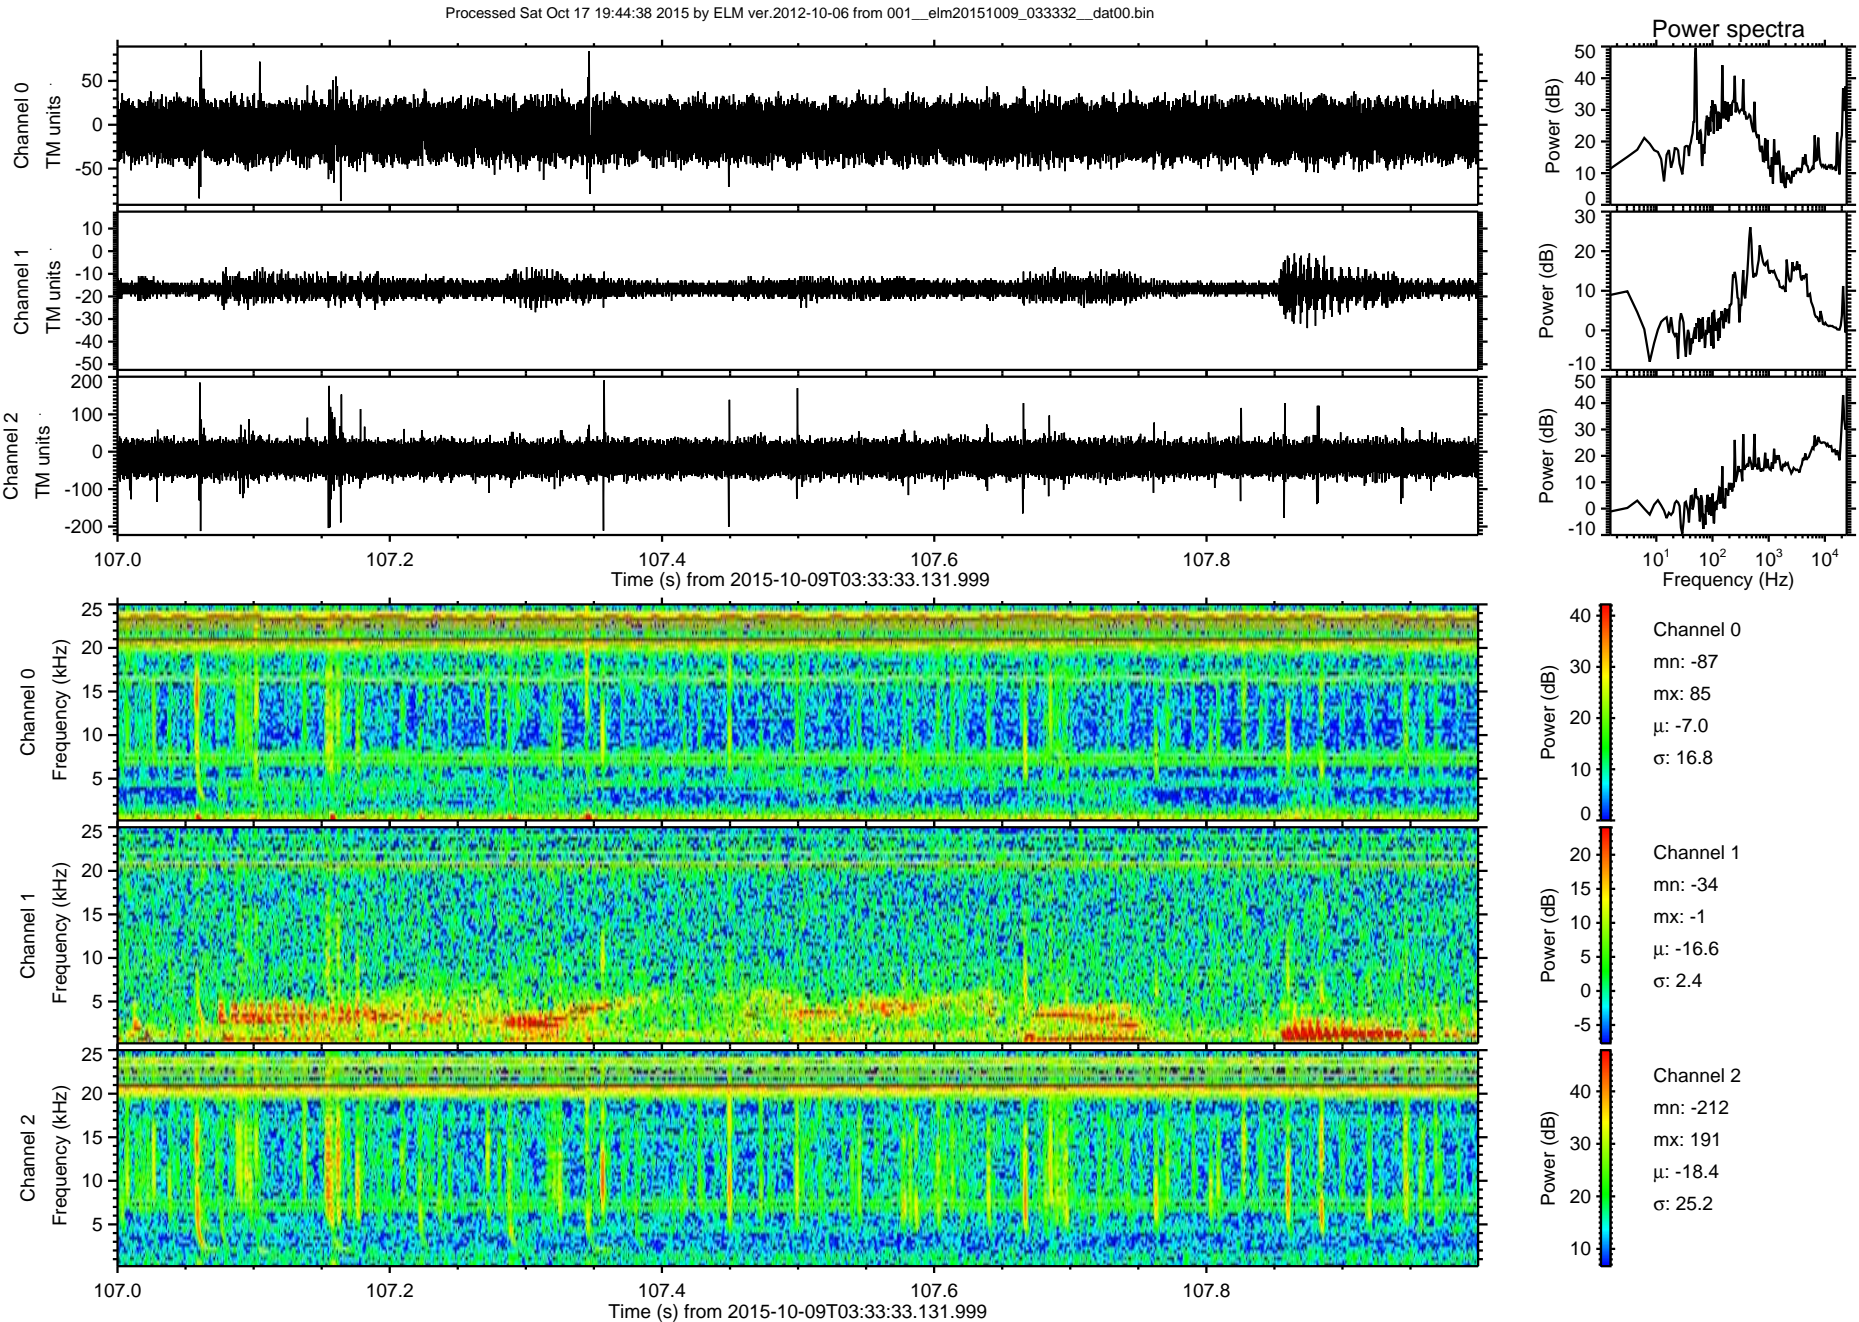 Processed Sat Oct 17 19:44:38 2015 by ELM ver.2012-10-06 from 001__elm20151009_033332__dat00.bin
Power spectra
Channel 0
TM units
50
0
-50
Power (dB)
50
40
30
20
10
0
Channel 1
TM units
10
0
-10
-20
-30
-40
-50
Power (dB)
30
20
10
0
-10
Channel 2
TM units
200
100
0
-100
-200
Power (dB)
50
40
30
20
10
0
-10
107.0 107.2 107.4 107.6 107.8
Time (s) from 2015-10-09T03:33:33.131.999
10¹ 10² 10³ 10⁴
Frequency (Hz)
Channel 0
Frequency (kHz)
25
20
15
10
5
Power (dB)
40
30
20
10
0
Channel 0
mn: -87
mx: 85
µ: -7.0
σ: 16.8
Channel 1
Frequency (kHz)
25
20
15
10
5
Power (dB)
20
15
10
5
0
-5
Channel 1
mn: -34
mx: -1
µ: -16.6
σ: 2.4
Channel 2
Frequency (kHz)
25
20
15
10
5
Power (dB)
40
30
20
10
Channel 2
mn: -212
mx: 191
µ: -18.4
σ: 25.2
107.0 107.2 107.4 107.6 107.8
Time (s) from 2015-10-09T03:33:33.131.999